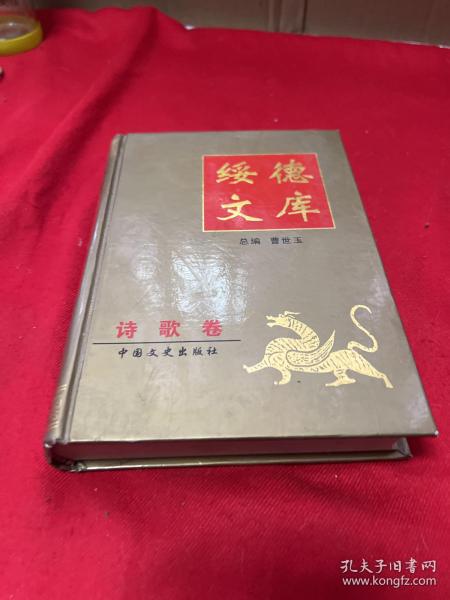 绥德
文库
总编 曹世玉
诗歌卷
中国文史出版社
孔夫子旧书网
www.kongfz.com